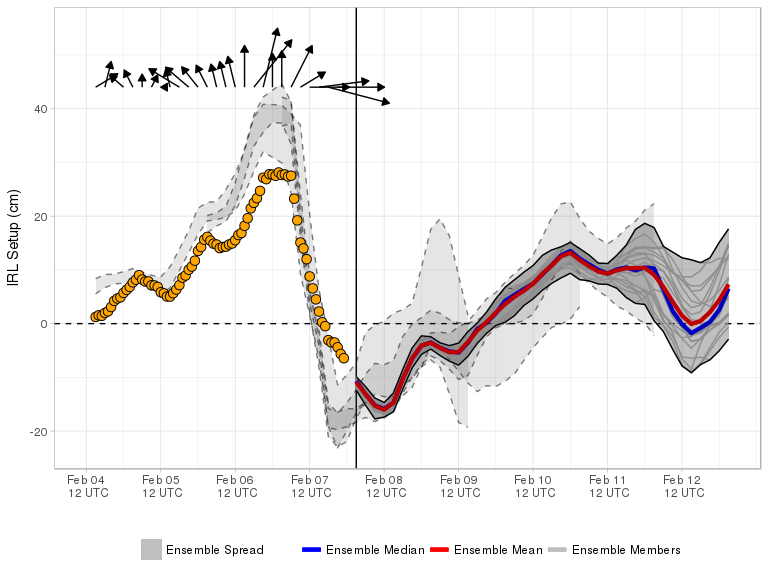 IRL Setup (cm)
40
20
0
-20
Feb 04 Feb 05 Feb 06 Feb 07 Feb 08 Feb 09 Feb 10 Feb 11 Feb 12
12 UTC 12 UTC 12 UTC 12 UTC 12 UTC 12 UTC 12 UTC 12 UTC 12 UTC
Ensemble Spread Ensemble Median Ensemble Mean Ensemble Members